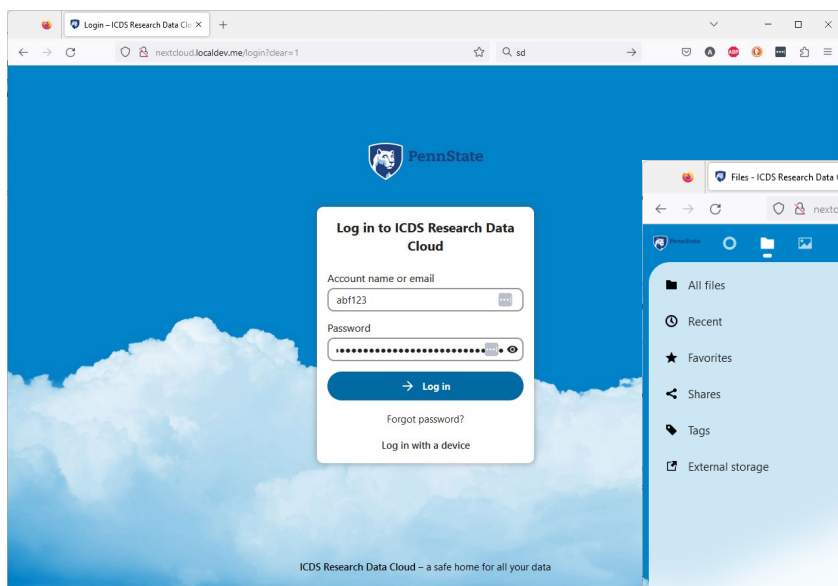 Login – ICDS Research Data Clo
nextcloud.localdev.me/login?clear=1
sd
ABP
PennState
Log in to ICDS Research Data
Cloud
Account name or email
abf123
Password
Log in
Forgot password?
Log in with a device
ICDS Research Data Cloud – a safe home for all your data
Files - ICDS Research Data
nextc
PennState
All files
Recent
Favorites
Shares
Tags
External storage